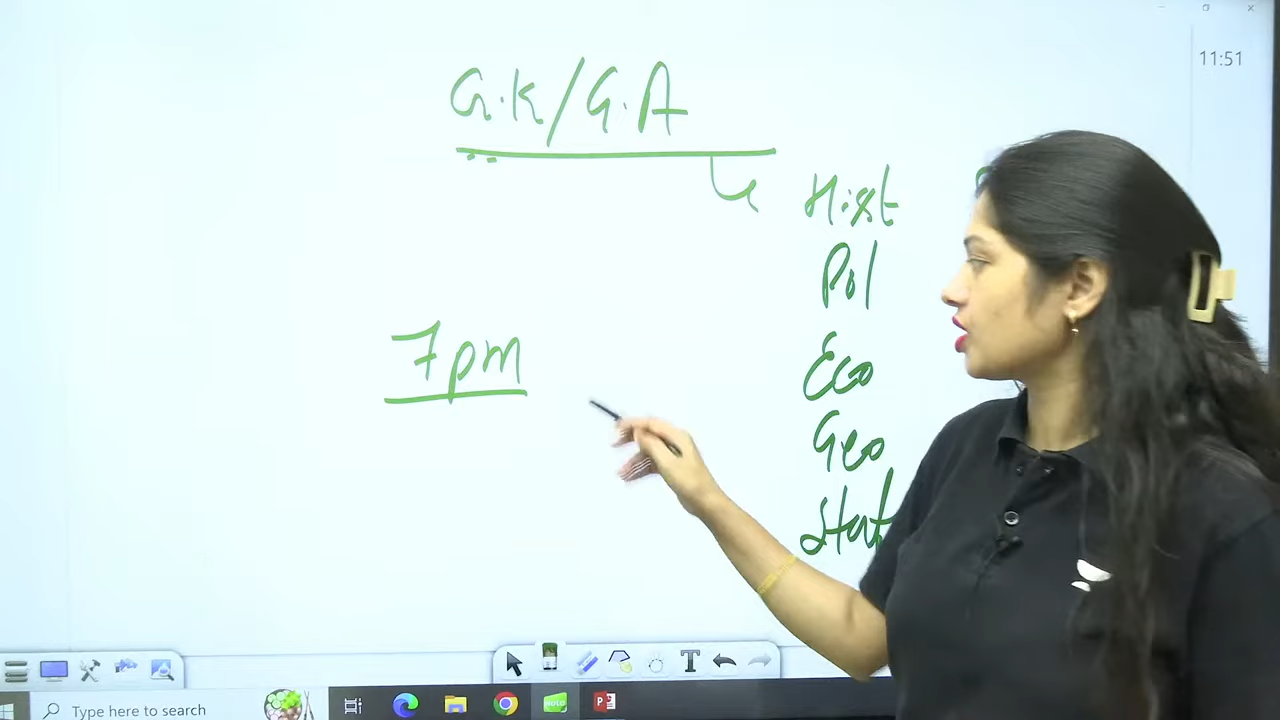 11:51
G.K/G.A
Hist
Pol
Eco
Geo
Stat
7pm
Type here to search